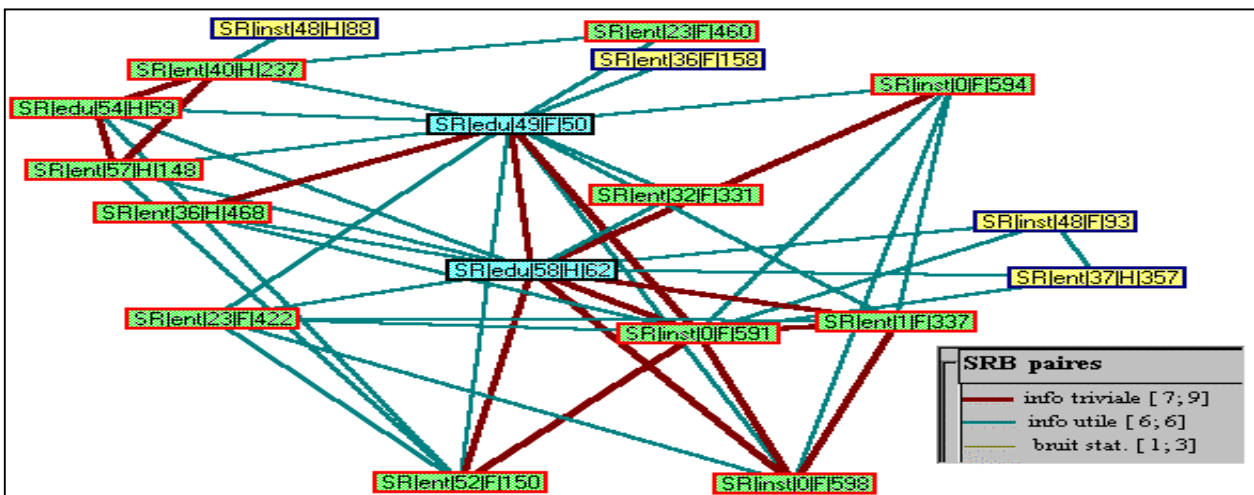 SR|inst|48|H|88
SR|ent|23|F|460
SR|ent|36|F|158
SR|ent|40|H|237
SR|inst|0|F|594
SR|edu|54|H|59
SR|edu|49|F|50
SR|ent|57|H|148
SR|ent|32|F|331
SR|ent|36|H|468
SR|inst|48|F|93
SR|edu|58|H|62
SR|ent|37|H|357
SR|ent|23|F|422
SR|inst|0|F|591
SR|ent|1|F|337
SR|ent|52|F|150
SR|inst|0|F|598
SRB paires
info triviale [ 7; 9]
info utile [ 6; 6]
bruit stat. [ 1; 3]